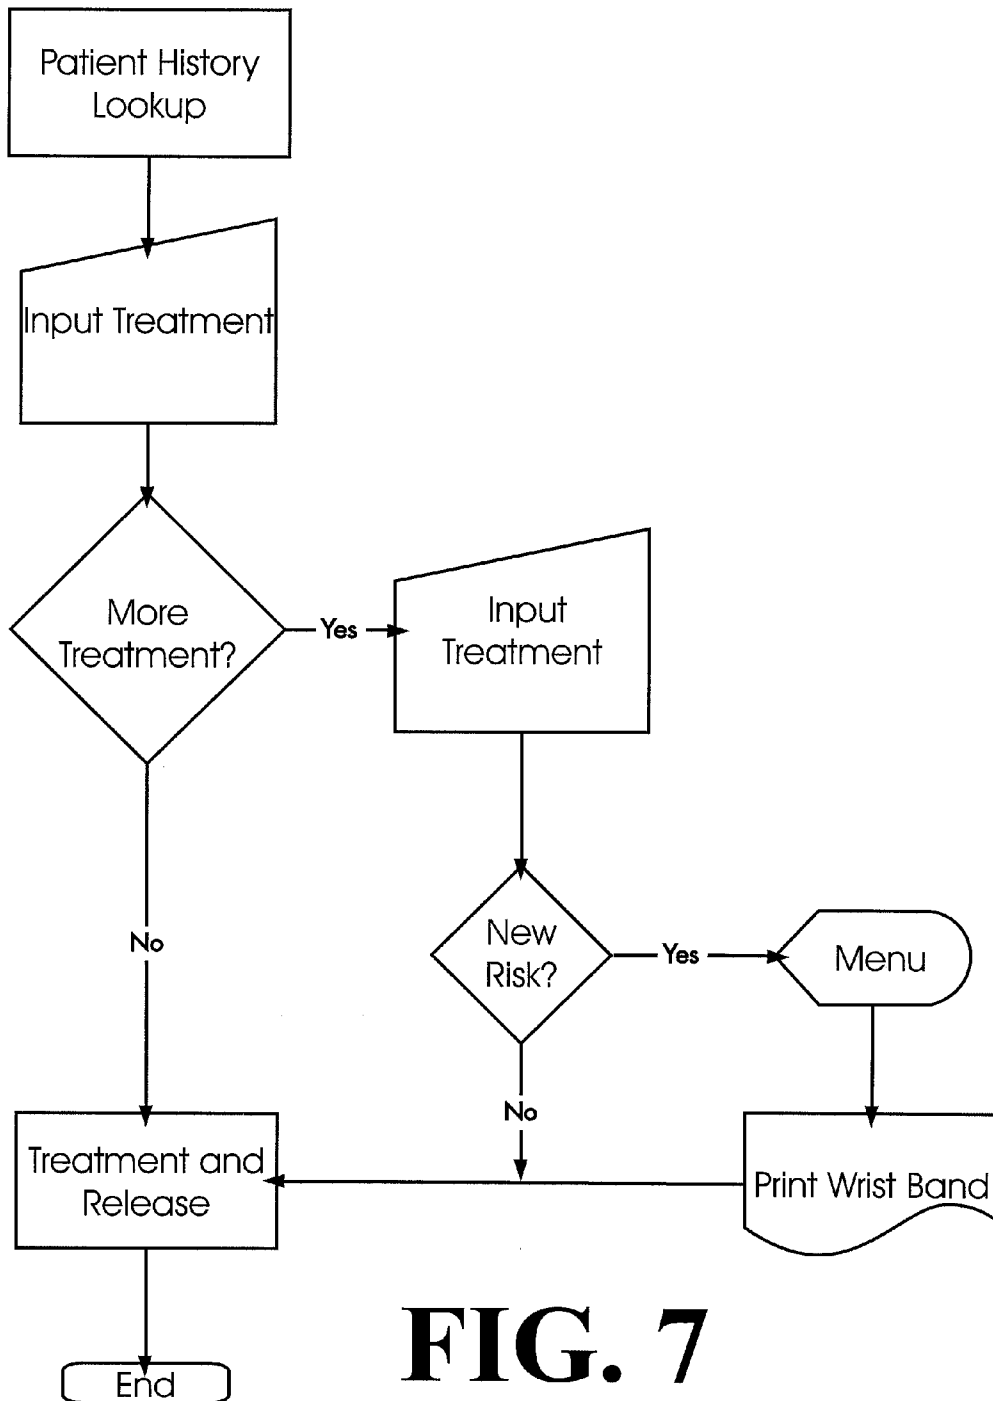 Patient History
Lookup
Input Treatment
More
Treatment?
Yes
Input
Treatment
No
New
Risk?
Yes
Menu
No
Treatment and
Release
Print Wrist Band
End
FIG. 7